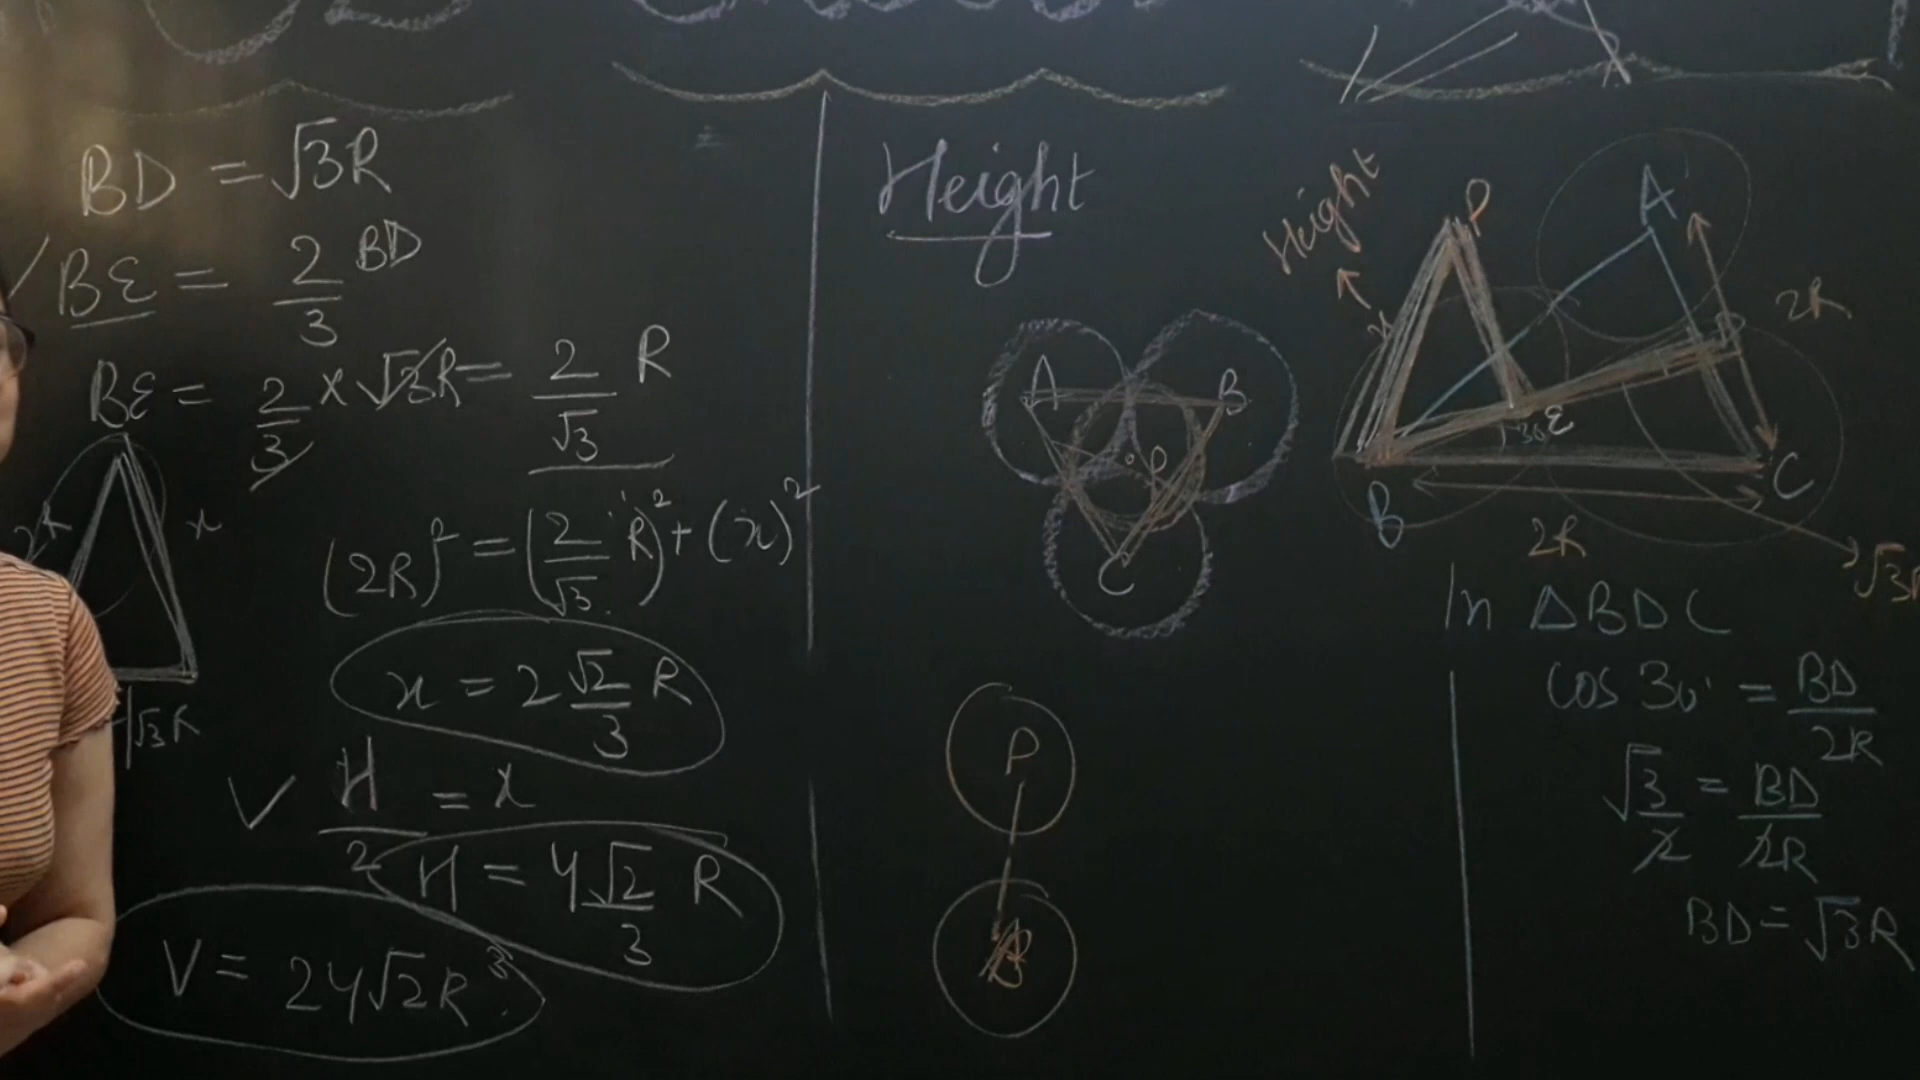 BD = √3R
BE = 2/3 BD
BE = 2/3 × √3R = 2/√3 R
x
√3R
(2R)² = (2/√3 R)² + (x)²
x = 2 √2/3 R
V H/2 = x
H = 4 √2/3 R
V = 24√2R³
Height
A B
P
C
P
B
Height
P
A
x
2R
E
30
B
C
2R
√3R
In ΔBDC
cos 30° = BD/2R
√3/2 = BD/2R
BD = √3R